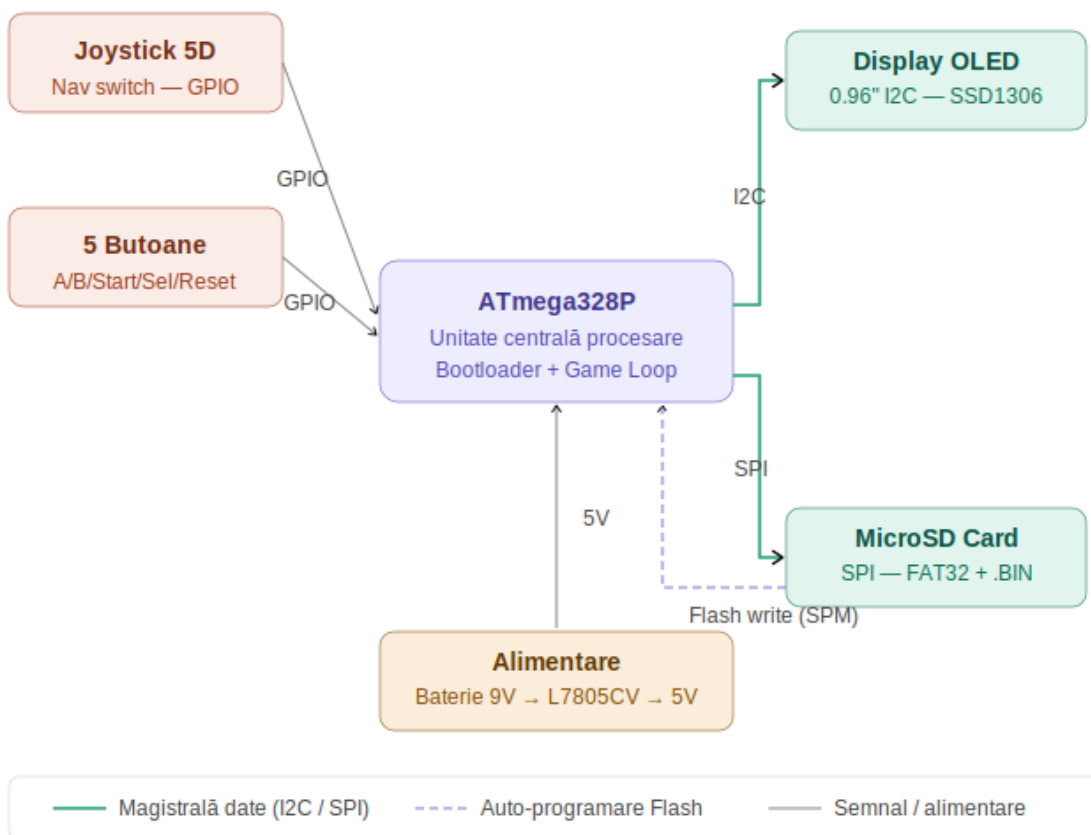 Joystick 5D
Nav switch — GPIO
Display OLED
0.96" I2C — SSD1306
GPIO
I2C
5 Butoane
A/B/Start/Sel/Reset
GPIO
ATmega328P
Unitate centrală procesare
Bootloader + Game Loop
SPI
5V
MicroSD Card
SPI — FAT32 + .BIN
Flash write (SPM)
Alimentare
Baterie 9V → L7805CV → 5V
Magistrală date (I2C / SPI)
Auto-programare Flash
Semnal / alimentare